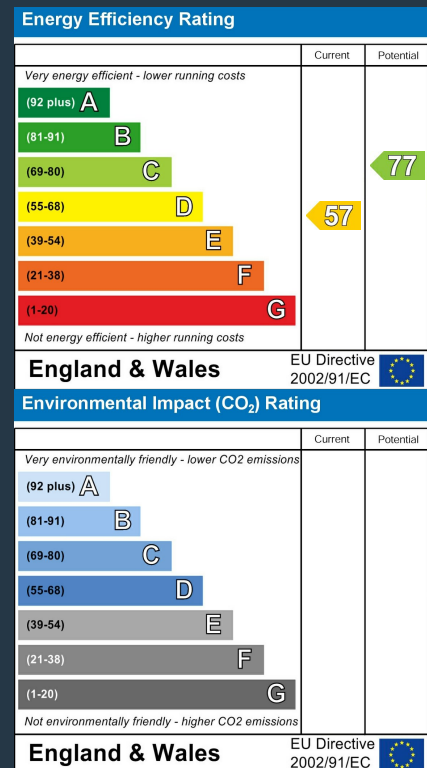 Energy Efficiency Rating
Current Potential
Very energy efficient - lower running costs
(92 plus) A
(81-91) B
(69-80) C
77
(55-68) D
57
(39-54) E
(21-38) F
(1-20) G
Not energy efficient - higher running costs
England & Wales
EU Directive
2002/91/EC
Environmental Impact (CO₂) Rating
Current Potential
Very environmentally friendly - lower CO2 emissions
(92 plus) A
(81-91) B
(69-80) C
(55-68) D
(39-54) E
(21-38) F
(1-20) G
Not environmentally friendly - higher CO2 emissions
England & Wales
EU Directive
2002/91/EC